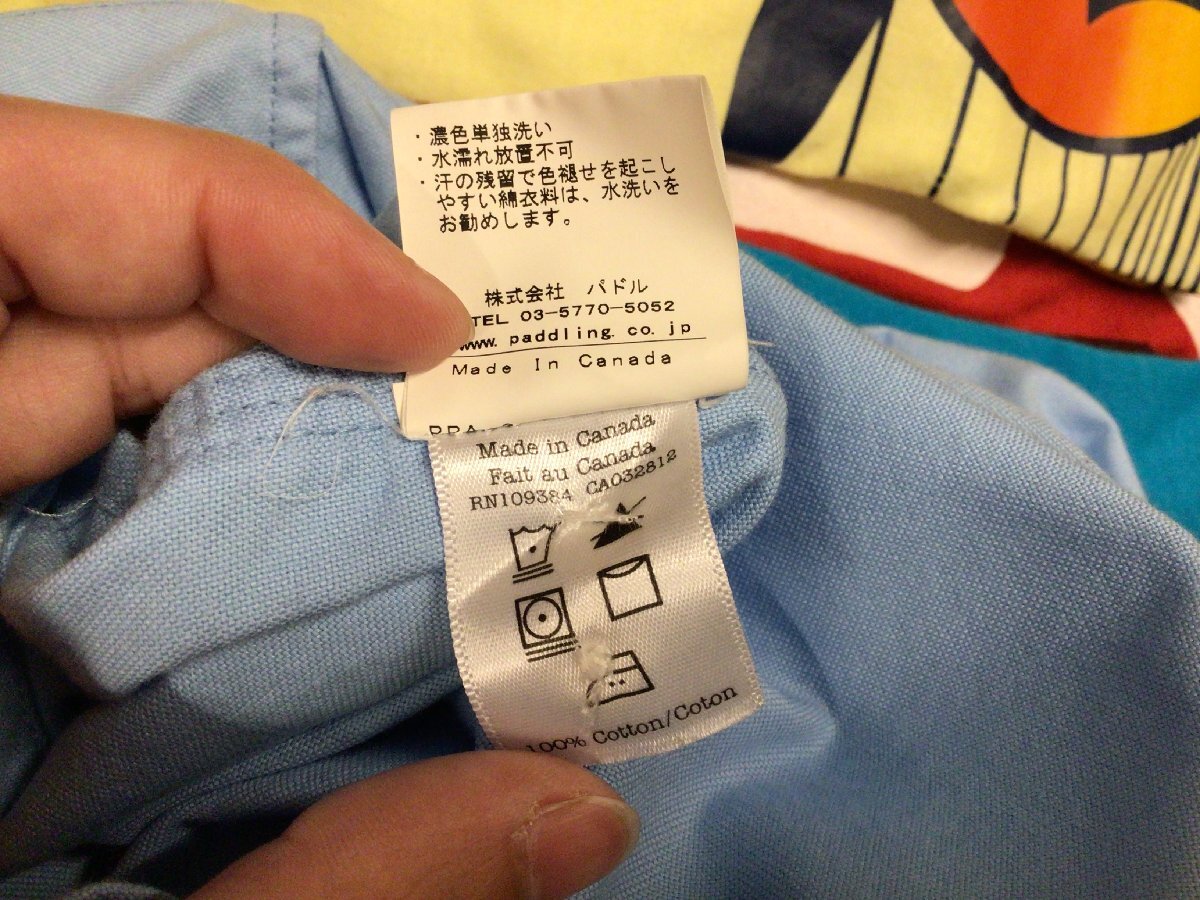 ・濃色単独洗い
・水濡れ放置不可
・汗の残留で色褪せを起こし
やすい綿衣料は、水洗いを
お勧めします。
株式会社 パドル
TEL 03-5770-5052
www. paddling. co. jp
Made In Canada
Made in Canada
Fait au Canada
RN109384 CA032812
100% Cotton/Coton